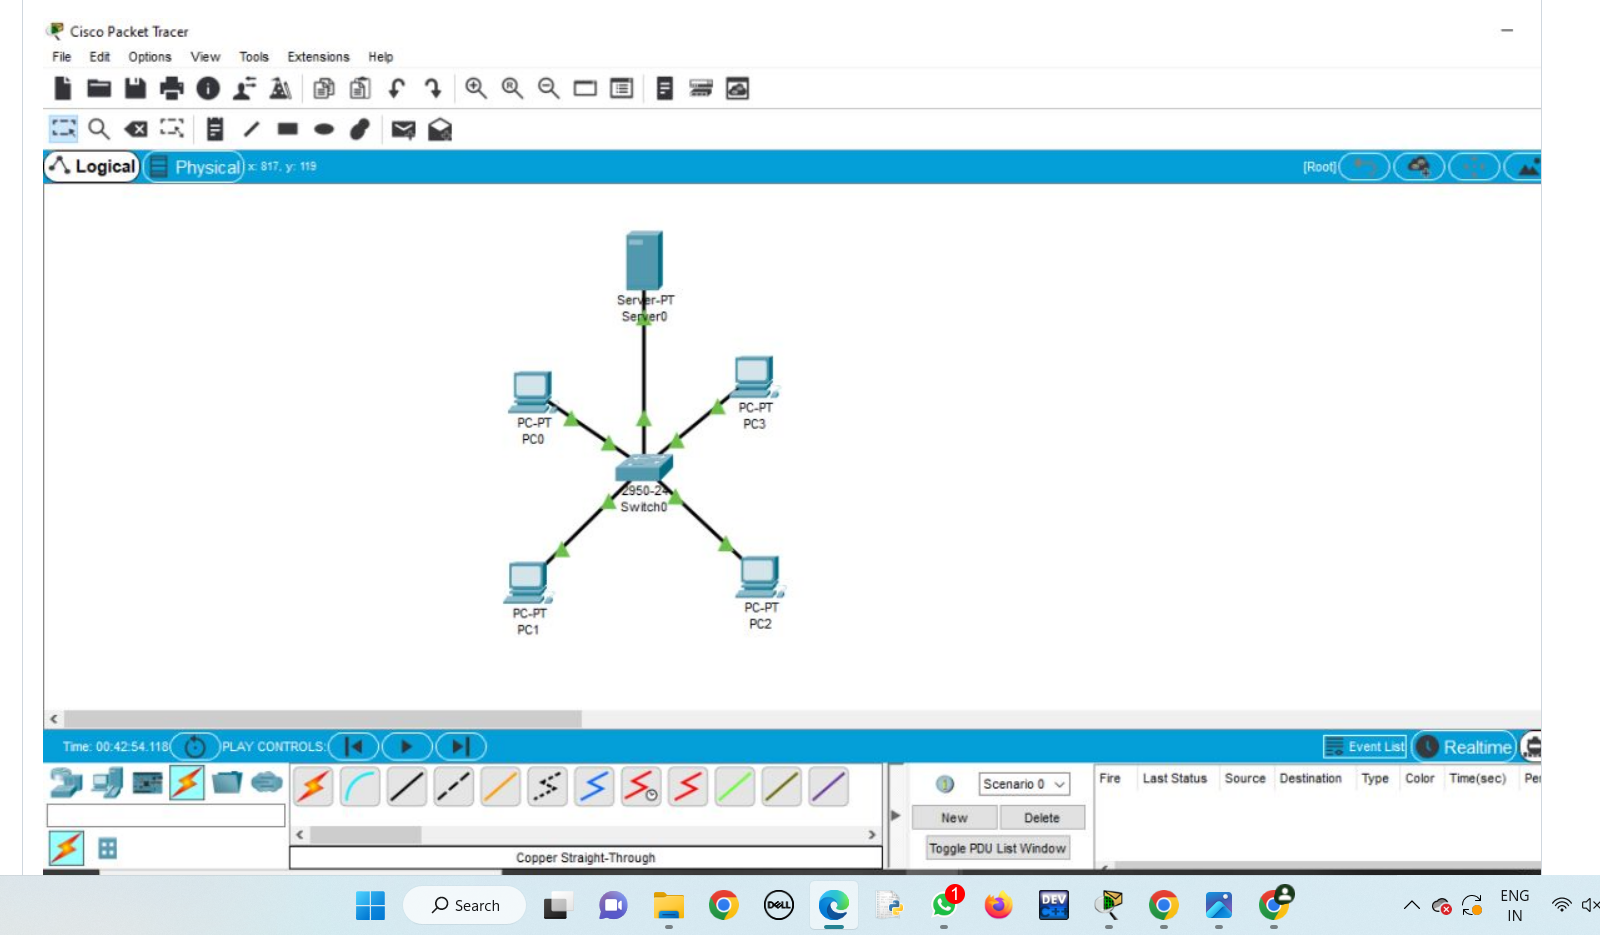 Cisco Packet Tracer
File Edit Options View Tools Extensions Help
Logical Physical x: 817, y: 119 [Root]
Server-PT
Server0
PC-PT
PC3
PC-PT
PC0
2950-24
Switch0
PC-PT
PC2
PC-PT
PC1
Time: 00:42:54.118 PLAY CONTROLS: Event List Realtime
Scenario 0 Fire Last Status Source Destination Type Color Time(sec) Per
New Delete
Toggle PDU List Window
Copper Straight-Through
Search DELL DEV C++ 1 ENG
IN